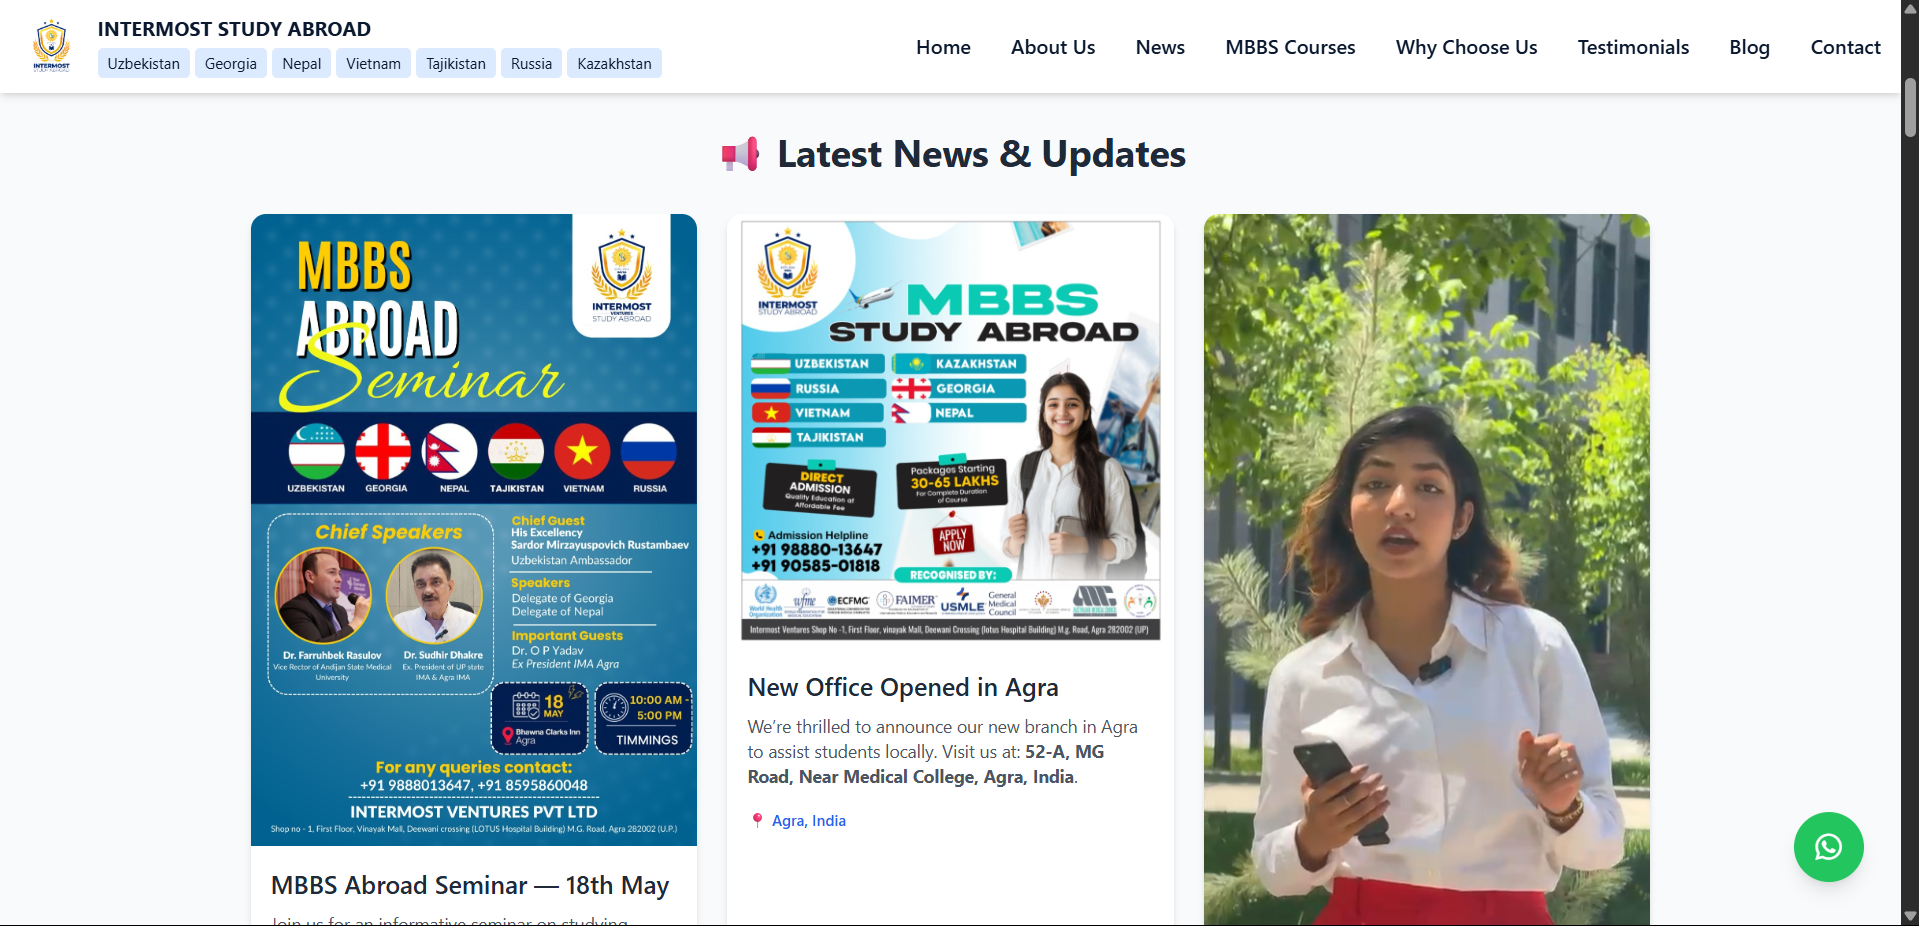 INTERMOST STUDY ABROAD
Uzbekistan Georgia Nepal Vietnam Tajikistan Russia Kazakhstan
Home About Us News MBBS Courses Why Choose Us Testimonials Blog Contact
INTERMOST
STUDY ABROAD
Latest News & Updates
MBBS
ABROAD
Seminar
INTERMOST
VENTURES
STUDY ABROAD
UZBEKISTAN GEORGIA NEPAL TAJIKISTAN VIETNAM RUSSIA
Chief Speakers
Dr. Farruhbek Rasulov
Vice Rector of Andijan State Medical
University
Dr. Sudhir Dhakre
Ex. President of UP state
IMA & Agra IMA
Chief Guest
His Excellency
Sardor Mirzayuspovich Rustambaev
Uzbekistan Ambassador
Speakers
Delegate of Georgia
Delegate of Nepal
Important Guests
Dr. O P Yadav
Ex President IMA Agra
18
MAY
Bhawna Clarks Inn
Agra
10:00 AM -
5:00 PM
TIMMINGS
For any queries contact:
+91 9888013647, +91 8595860048
INTERMOST VENTURES PVT LTD
Shop no - 1, First Floor, Vinayak Mall, Deewani crossing (LOTUS Hospital Building) M.G. Road, Agra 282002 (U.P.)
MBBS Abroad Seminar — 18th May
Join us for an informative seminar on studying
INTERMOST
STUDY ABROAD
MBBS
STUDY ABROAD
UZBEKISTAN KAZAKHSTAN
RUSSIA GEORGIA
VIETNAM NEPAL
TAJIKISTAN
DIRECT
ADMISSION
Quality Education at
Affordable Fee
Packages Starting
30-65 LAKHS
For Complete Duration
of Course
Admission Helpline
+91 98880-13647
+91 90585-01818
APPLY
NOW
RECOGNISED BY:
World Health
Organization
wfme
ECFMG
FAIMER
USMLE
General
Medical
Council
AMC
Intermost Ventures Shop No -1, First Floor, vinayak Mall, Deewani Crossing (lotus Hospital Building) M.g. Road, Agra 282002 (UP)
New Office Opened in Agra
We’re thrilled to announce our new branch in Agra
to assist students locally. Visit us at: 52-A, MG
Road, Near Medical College, Agra, India.
Agra, India